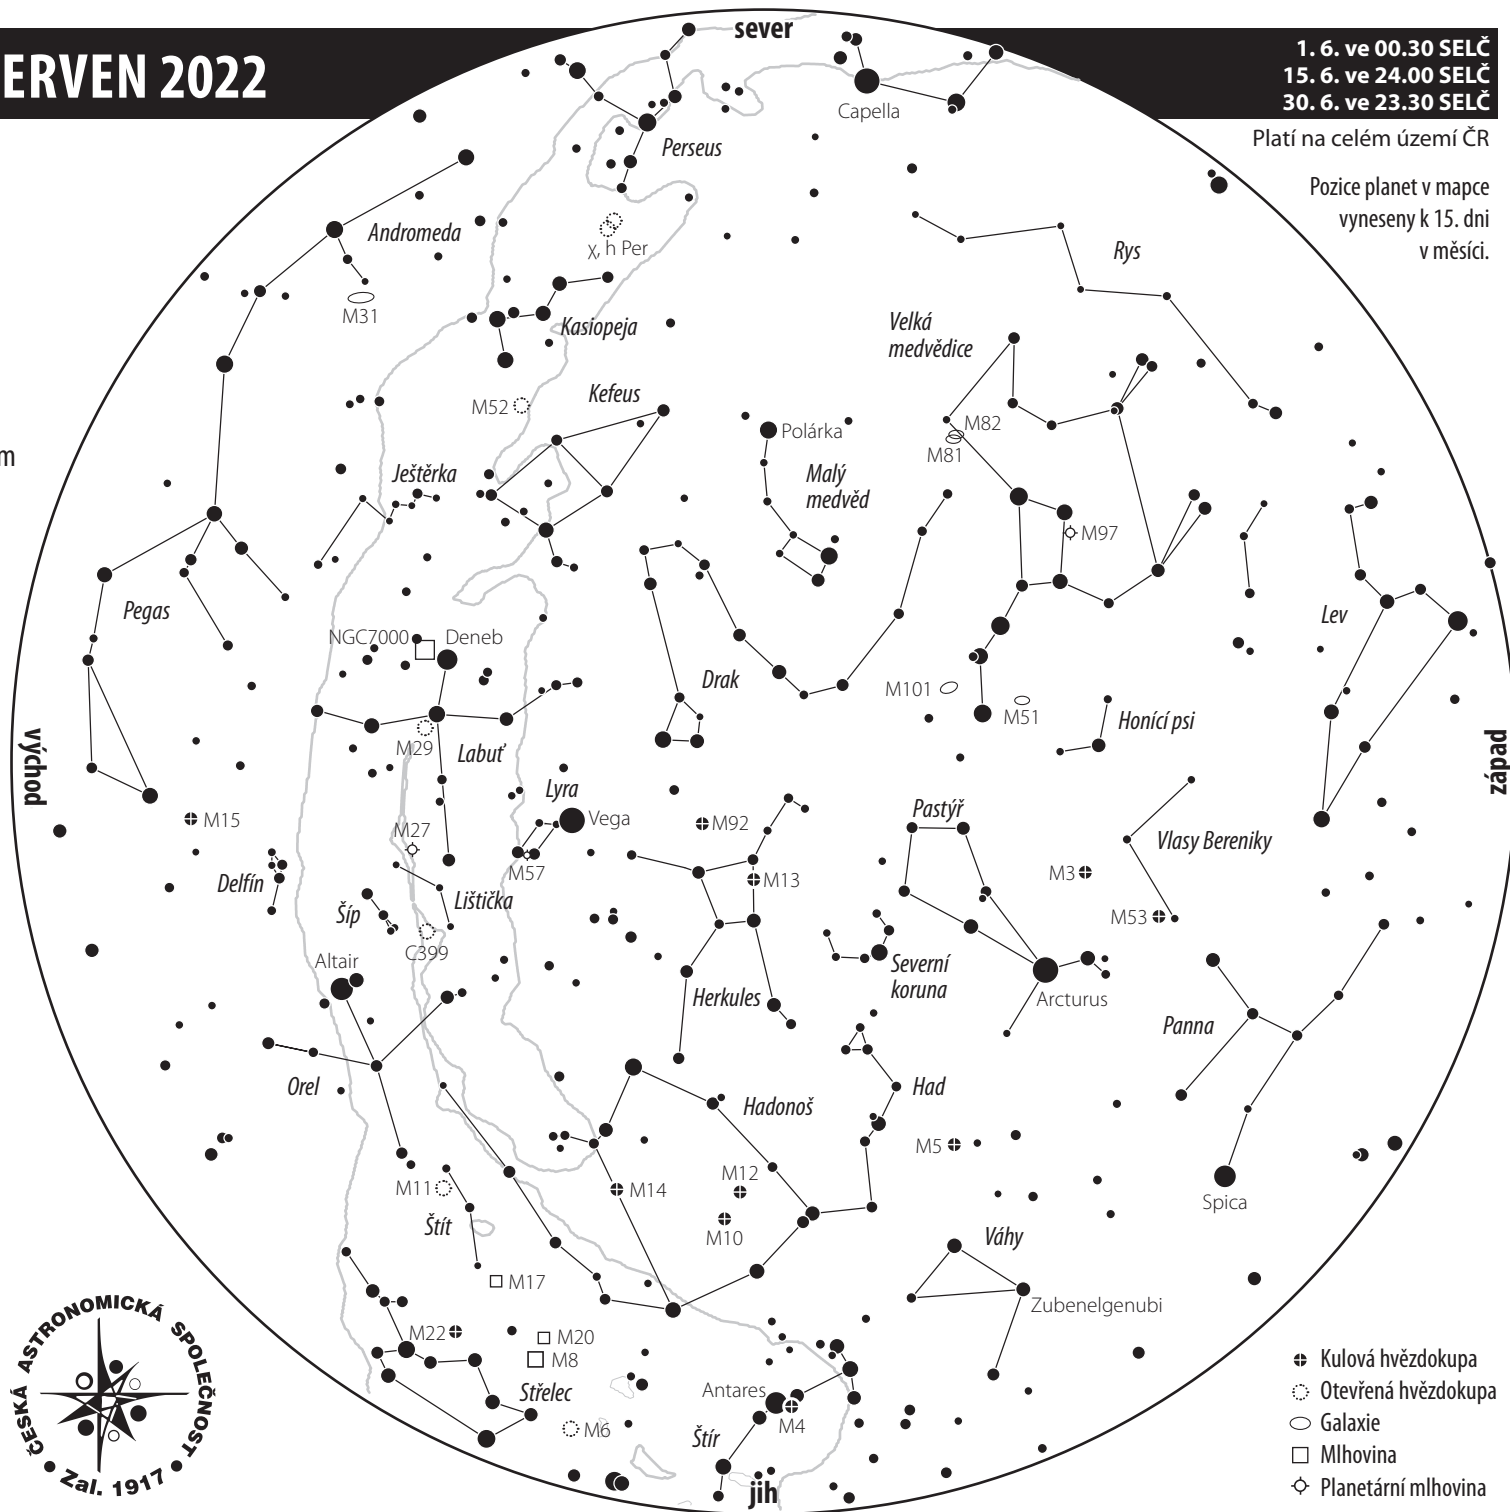 ERVEN 2022
sever
1. 6. ve 00.30 SELČ
15. 6. ve 24.00 SELČ
30. 6. ve 23.30 SELČ
Platí na celém území ČR
Pozice planet v mapce
vyneseny k 15. dni
v měsíci.
Capella
Perseus
Andromeda
χ, h Per
Rys
M31
Kasiopeja
Velká
medvědice
Kefeus
M52
M82
M81
Polárka
m
Ještěrka
Malý
medvěd
M97
Pegas
Lev
NGC7000
Deneb
Drak
M101
M51
Honící psi
východ
západ
M29
Labuť
Lyra
Vega
M15
M27
M92
Pastýř
Vlasy Bereniky
M57
M13
M3
Delfín
Lištička
Šíp
M53
C399
Altair
Severní
koruna
Herkules
Arcturus
Panna
Orel
Had
Hadonoš
M5
M11
M14
M12
Štít
M10
Spica
Váhy
M17
Zubenelgenubi
M22
M20
M8
Střelec
Antares
M4
M6
Štír
jih
ČESKÁ ASTRONOMICKÁ SPOLEČNOST
Zal. 1917
Kulová hvězdokupa
Otevřená hvězdokupa
Galaxie
Mlhovina
Planetární mlhovina